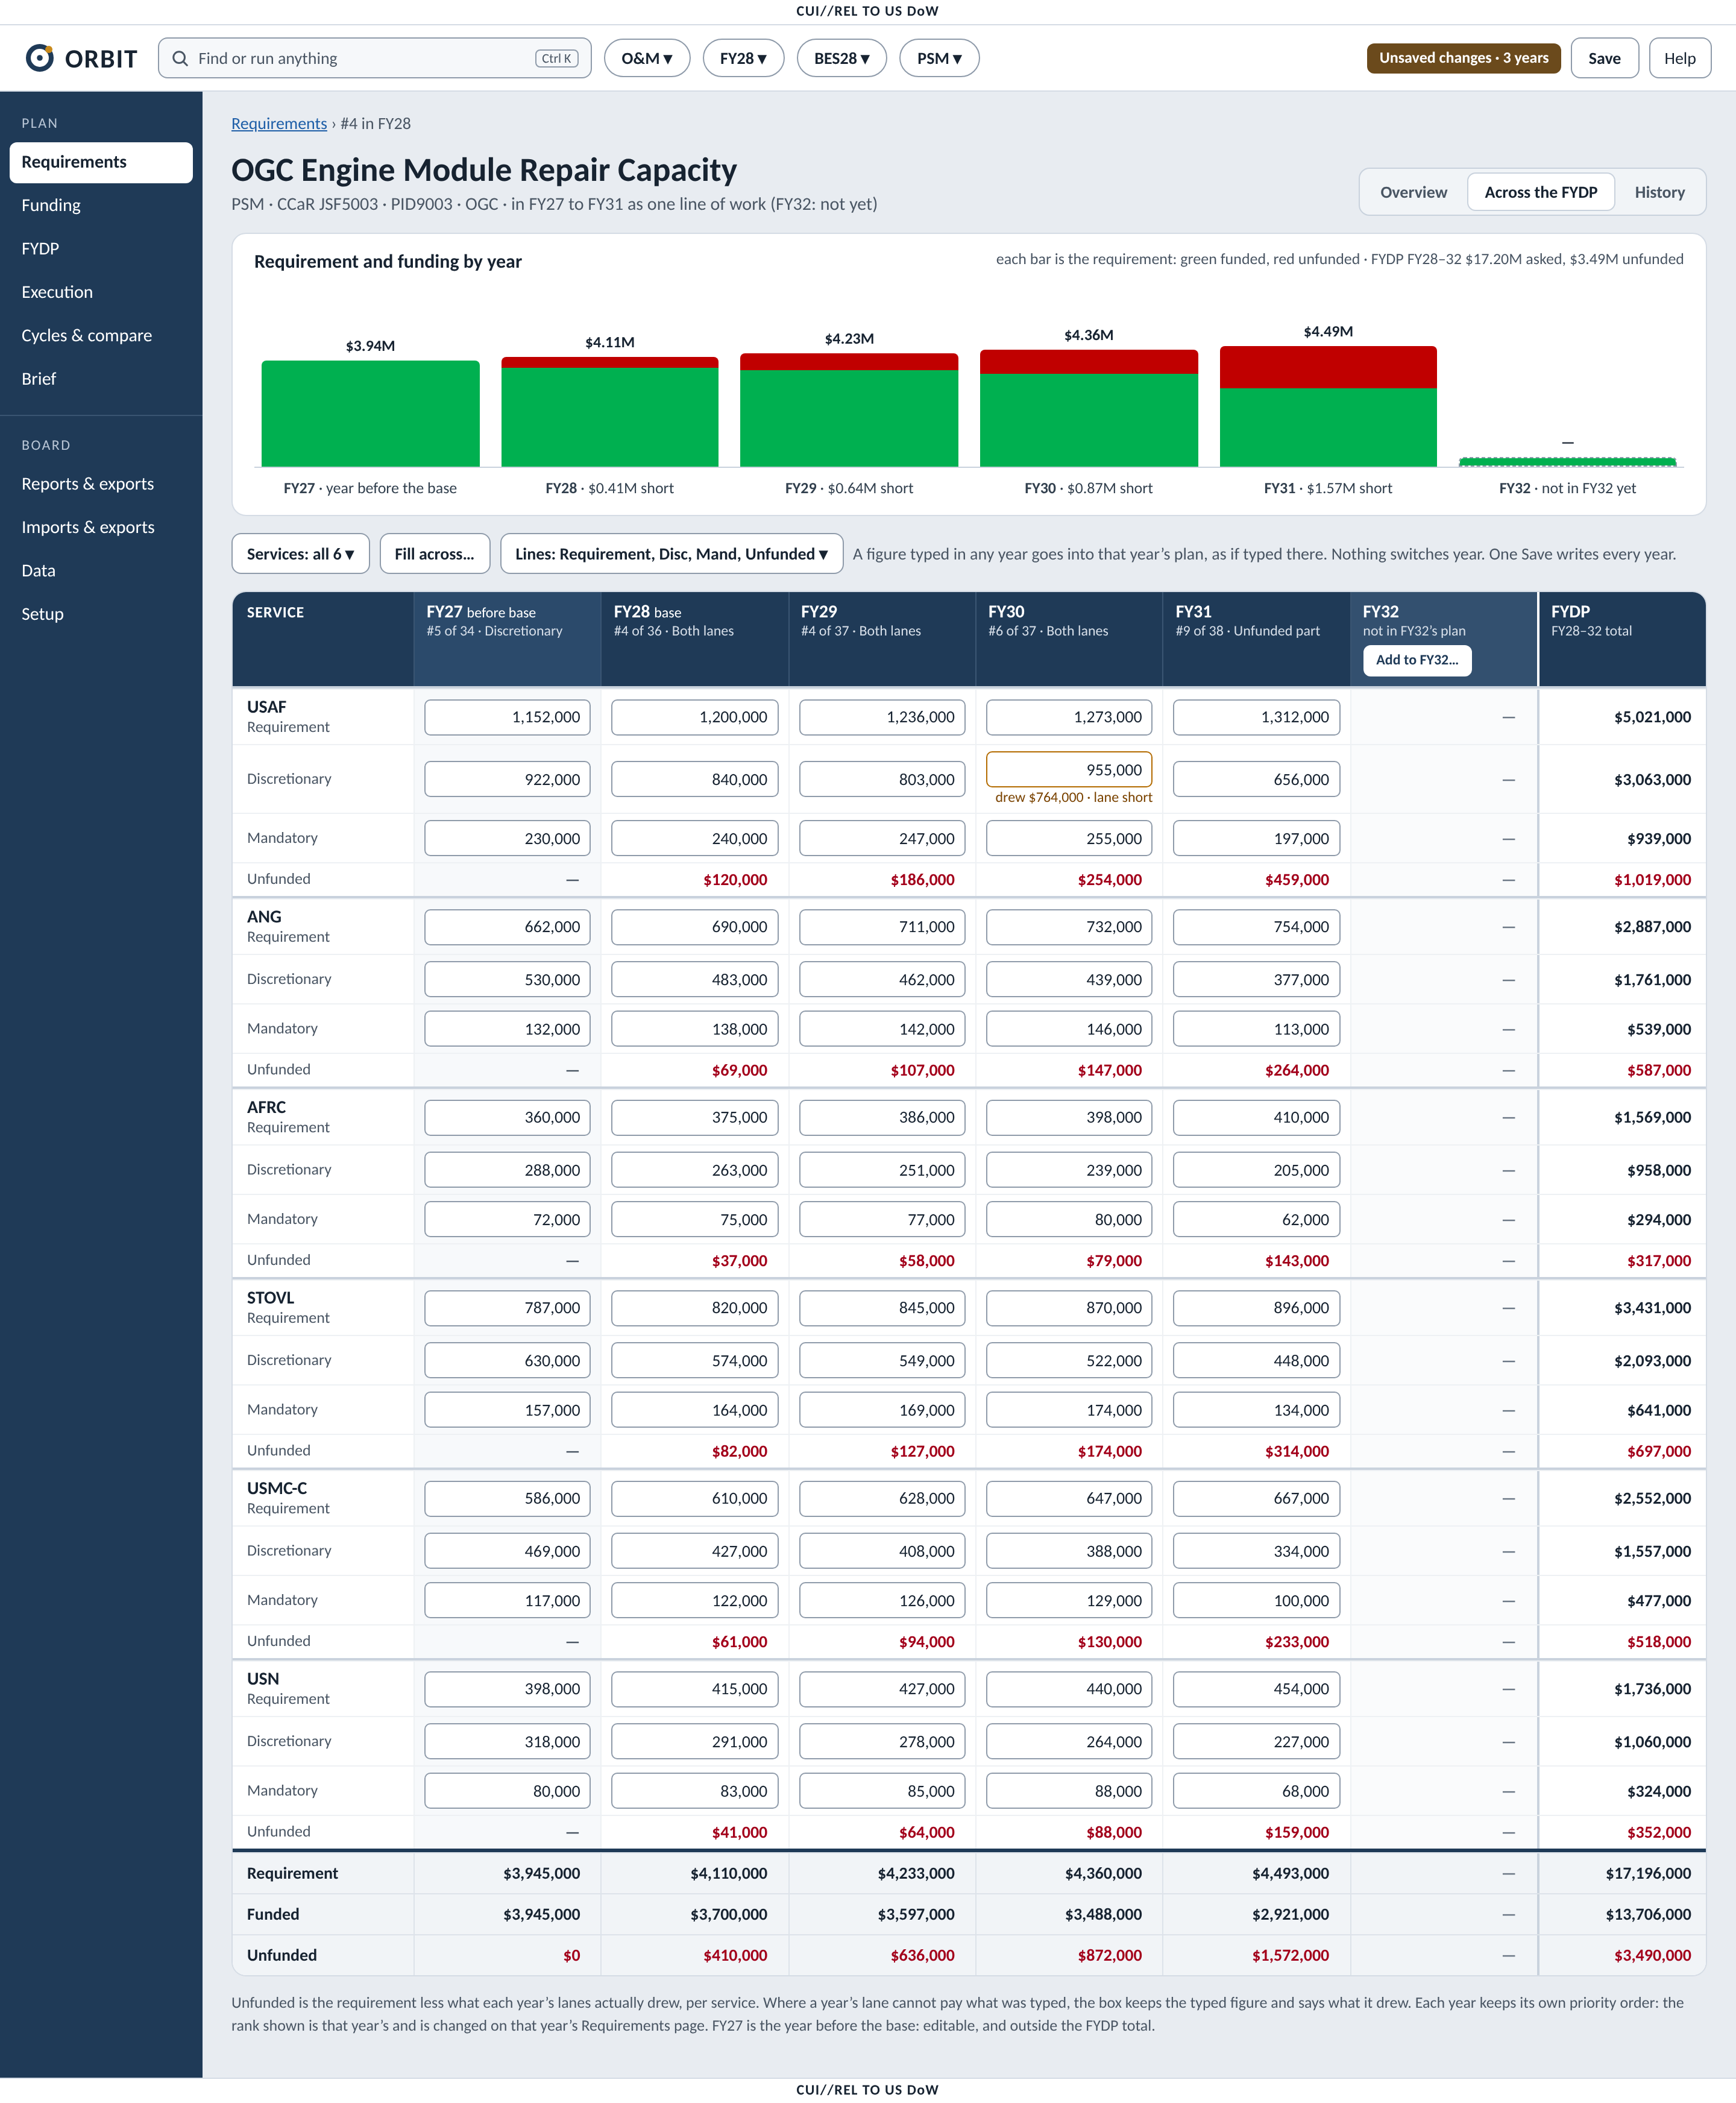 CUI//REL TO US DoW
ORBIT
Find or run anything
Ctrl K
O&M ▾
FY28 ▾
BES28 ▾
PSM ▾
Unsaved changes · 3 years
Save
Help
PLAN
Requirements
Funding
FYDP
Execution
Cycles & compare
Brief
BOARD
Reports & exports
Imports & exports
Data
Setup
Requirements › #4 in FY28
OGC Engine Module Repair Capacity
PSM · CCaR JSF5003 · PID9003 · OGC · in FY27 to FY31 as one line of work (FY32: not yet)
Overview
Across the FYDP
History
Requirement and funding by year
each bar is the requirement: green funded, red unfunded · FYDP FY28–32 $17.20M asked, $3.49M unfunded
$3.94M
$4.11M
$4.23M
$4.36M
$4.49M
—
FY27 · year before the base
FY28 · $0.41M short
FY29 · $0.64M short
FY30 · $0.87M short
FY31 · $1.57M short
FY32 · not in FY32 yet
Services: all 6 ▾
Fill across…
Lines: Requirement, Disc, Mand, Unfunded ▾
A figure typed in any year goes into that year's plan, as if typed there. Nothing switches year. One Save writes every year.
SERVICE
FY27 before base
#5 of 34 · Discretionary
FY28 base
#4 of 36 · Both lanes
FY29
#4 of 37 · Both lanes
FY30
#6 of 37 · Both lanes
FY31
#9 of 38 · Unfunded part
FY32
not in FY32's plan
Add to FY32…
FYDP
FY28–32 total
USAF
Requirement 1,152,000 1,200,000 1,236,000 1,273,000 1,312,000 — $5,021,000
Discretionary 922,000 840,000 803,000 955,000 656,000 — $3,063,000
drew $764,000 · lane short
Mandatory 230,000 240,000 247,000 255,000 197,000 — $939,000
Unfunded — $120,000 $186,000 $254,000 $459,000 — $1,019,000
ANG
Requirement 662,000 690,000 711,000 732,000 754,000 — $2,887,000
Discretionary 530,000 483,000 462,000 439,000 377,000 — $1,761,000
Mandatory 132,000 138,000 142,000 146,000 113,000 — $539,000
Unfunded — $69,000 $107,000 $147,000 $264,000 — $587,000
AFRC
Requirement 360,000 375,000 386,000 398,000 410,000 — $1,569,000
Discretionary 288,000 263,000 251,000 239,000 205,000 — $958,000
Mandatory 72,000 75,000 77,000 80,000 62,000 — $294,000
Unfunded — $37,000 $58,000 $79,000 $143,000 — $317,000
STOVL
Requirement 787,000 820,000 845,000 870,000 896,000 — $3,431,000
Discretionary 630,000 574,000 549,000 522,000 448,000 — $2,093,000
Mandatory 157,000 164,000 169,000 174,000 134,000 — $641,000
Unfunded — $82,000 $127,000 $174,000 $314,000 — $697,000
USMC-C
Requirement 586,000 610,000 628,000 647,000 667,000 — $2,552,000
Discretionary 469,000 427,000 408,000 388,000 334,000 — $1,557,000
Mandatory 117,000 122,000 126,000 129,000 100,000 — $477,000
Unfunded — $61,000 $94,000 $130,000 $233,000 — $518,000
USN
Requirement 398,000 415,000 427,000 440,000 454,000 — $1,736,000
Discretionary 318,000 291,000 278,000 264,000 227,000 — $1,060,000
Mandatory 80,000 83,000 85,000 88,000 68,000 — $324,000
Unfunded — $41,000 $64,000 $88,000 $159,000 — $352,000
Requirement $3,945,000 $4,110,000 $4,233,000 $4,360,000 $4,493,000 — $17,196,000
Funded $3,945,000 $3,700,000 $3,597,000 $3,488,000 $2,921,000 — $13,706,000
Unfunded $0 $410,000 $636,000 $872,000 $1,572,000 — $3,490,000
Unfunded is the requirement less what each year's lanes actually drew, per service. Where a year's lane cannot pay what was typed, the box keeps the typed figure and says what it drew. Each year keeps its own priority order: the
rank shown is that year's and is changed on that year's Requirements page. FY27 is the year before the base: editable, and outside the FYDP total.
CUI//REL TO US DoW